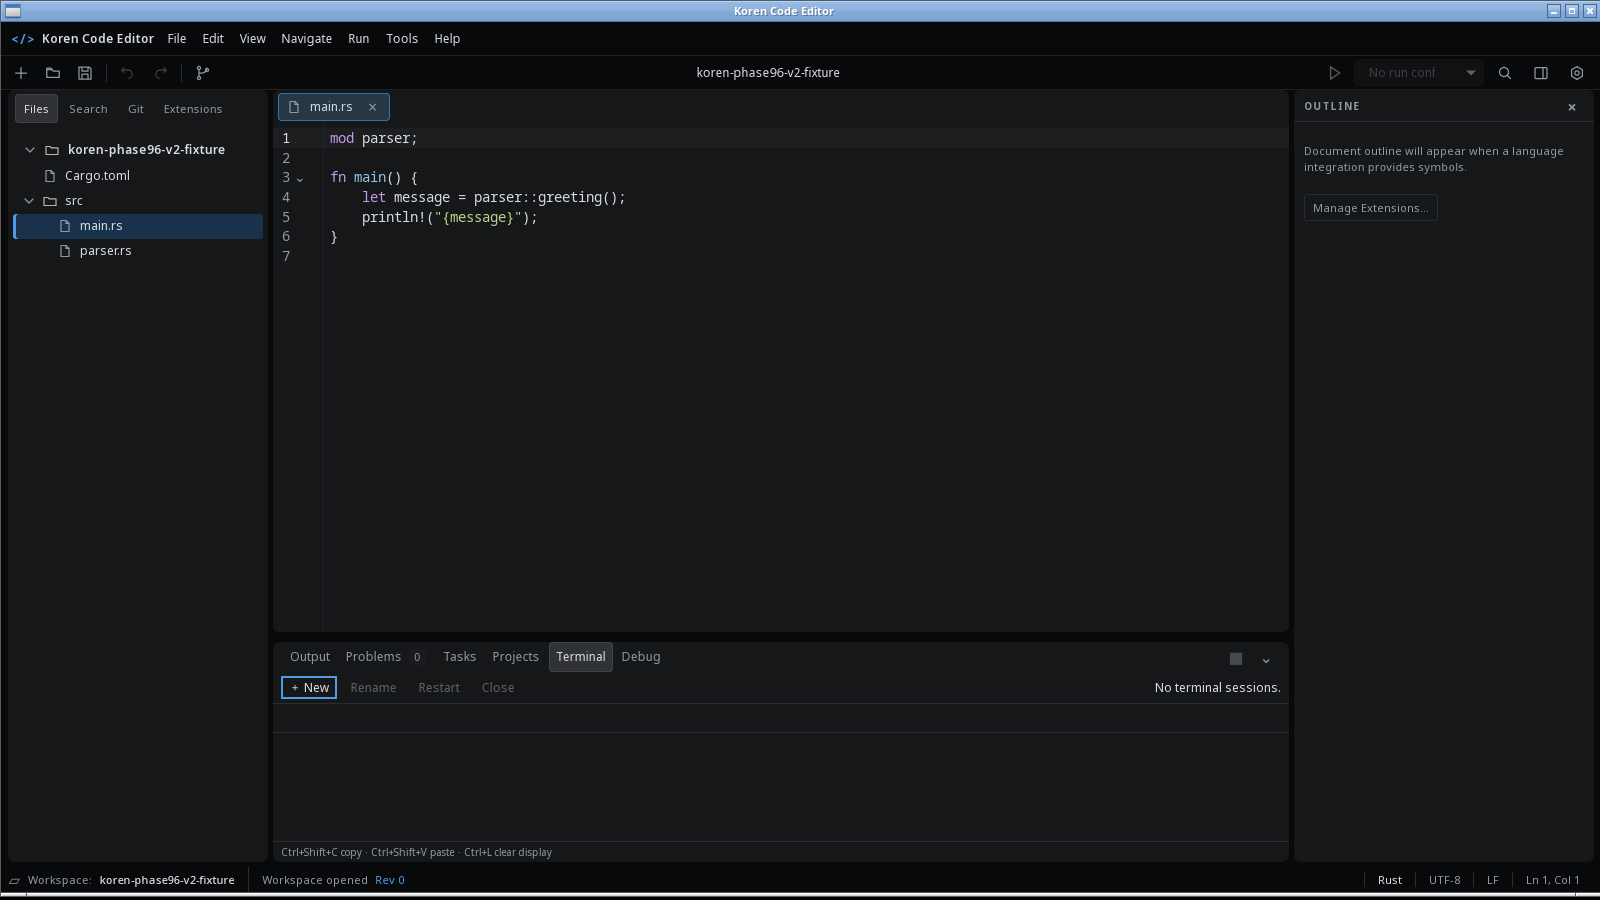 Koren Code Editor
</> Koren Code Editor File Edit View Navigate Run Tools Help
koren-phase96-v2-fixture No run conf
Files Search Git Extensions
koren-phase96-v2-fixture
Cargo.toml
src
main.rs
parser.rs
main.rs
1 mod parser;
2
3 fn main() {
4     let message = parser::greeting();
5     println!("{message}");
6 }
7
OUTLINE
Document outline will appear when a language
integration provides symbols.
Manage Extensions...
Output Problems 0 Tasks Projects Terminal Debug
+ New Rename Restart Close No terminal sessions.
Ctrl+Shift+C copy · Ctrl+Shift+V paste · Ctrl+L clear display
Workspace: koren-phase96-v2-fixture Workspace opened Rev 0 Rust UTF-8 LF Ln 1, Col 1